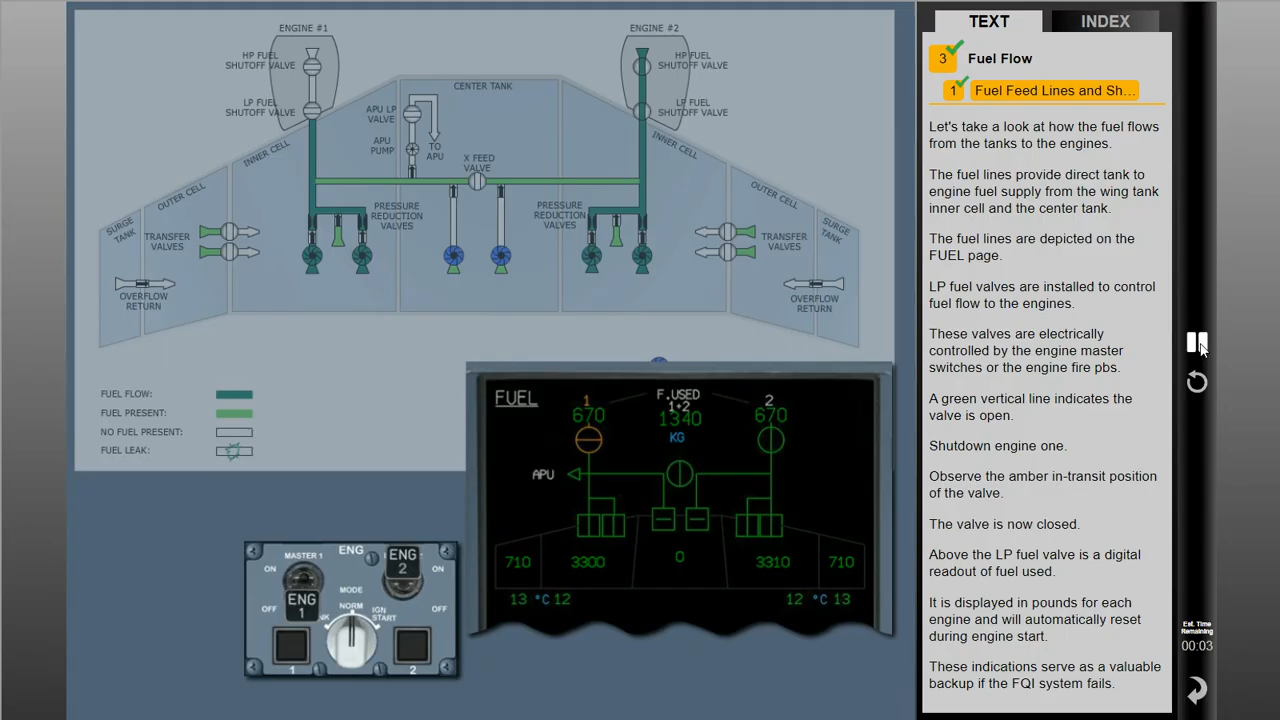 ENGINE #1
ENGINE #2
HP FUEL
SHUTOFF VALVE
HP FUEL
SHUTOFF VALVE
LP FUEL
SHUTOFF VALVE
LP FUEL
SHUTOFF VALVE
CENTER TANK
APU LP
VALVE
APU
PUMP
TO
APU
X FEED
VALVE
INNER CELL
INNER CELL
OUTER CELL
OUTER CELL
SURGE
TANK
SURGE
TANK
PRESSURE
REDUCTION
VALVES
PRESSURE
REDUCTION
VALVES
TRANSFER
VALVES
TRANSFER
VALVES
OVERFLOW
RETURN
OVERFLOW
RETURN
FUEL FLOW:
FUEL PRESENT:
NO FUEL PRESENT:
FUEL LEAK:
FUEL
1
F.USED
1+2
2
670
1340
670
KG
APU
710
3300
0
3310
710
13 °C 12
12 °C 13
MASTER 1
ENG
ON
ENG
2
ON
MODE
NORM
ENG
1
OFF
IGN
START
OFF
NK
1
2
TEXT
INDEX
3
Fuel Flow
1
Fuel Feed Lines and Sh...
Let's take a look at how the fuel flows
from the tanks to the engines.
The fuel lines provide direct tank to
engine fuel supply from the wing tank
inner cell and the center tank.
The fuel lines are depicted on the
FUEL page.
LP fuel valves are installed to control
fuel flow to the engines.
These valves are electrically
controlled by the engine master
switches or the engine fire pbs.
A green vertical line indicates the
valve is open.
Shutdown engine one.
Observe the amber in-transit position
of the valve.
The valve is now closed.
Above the LP fuel valve is a digital
readout of fuel used.
It is displayed in pounds for each
engine and will automatically reset
during engine start.
These indications serve as a valuable
backup if the FQI system fails.
Est. Time
Remaining
00:03